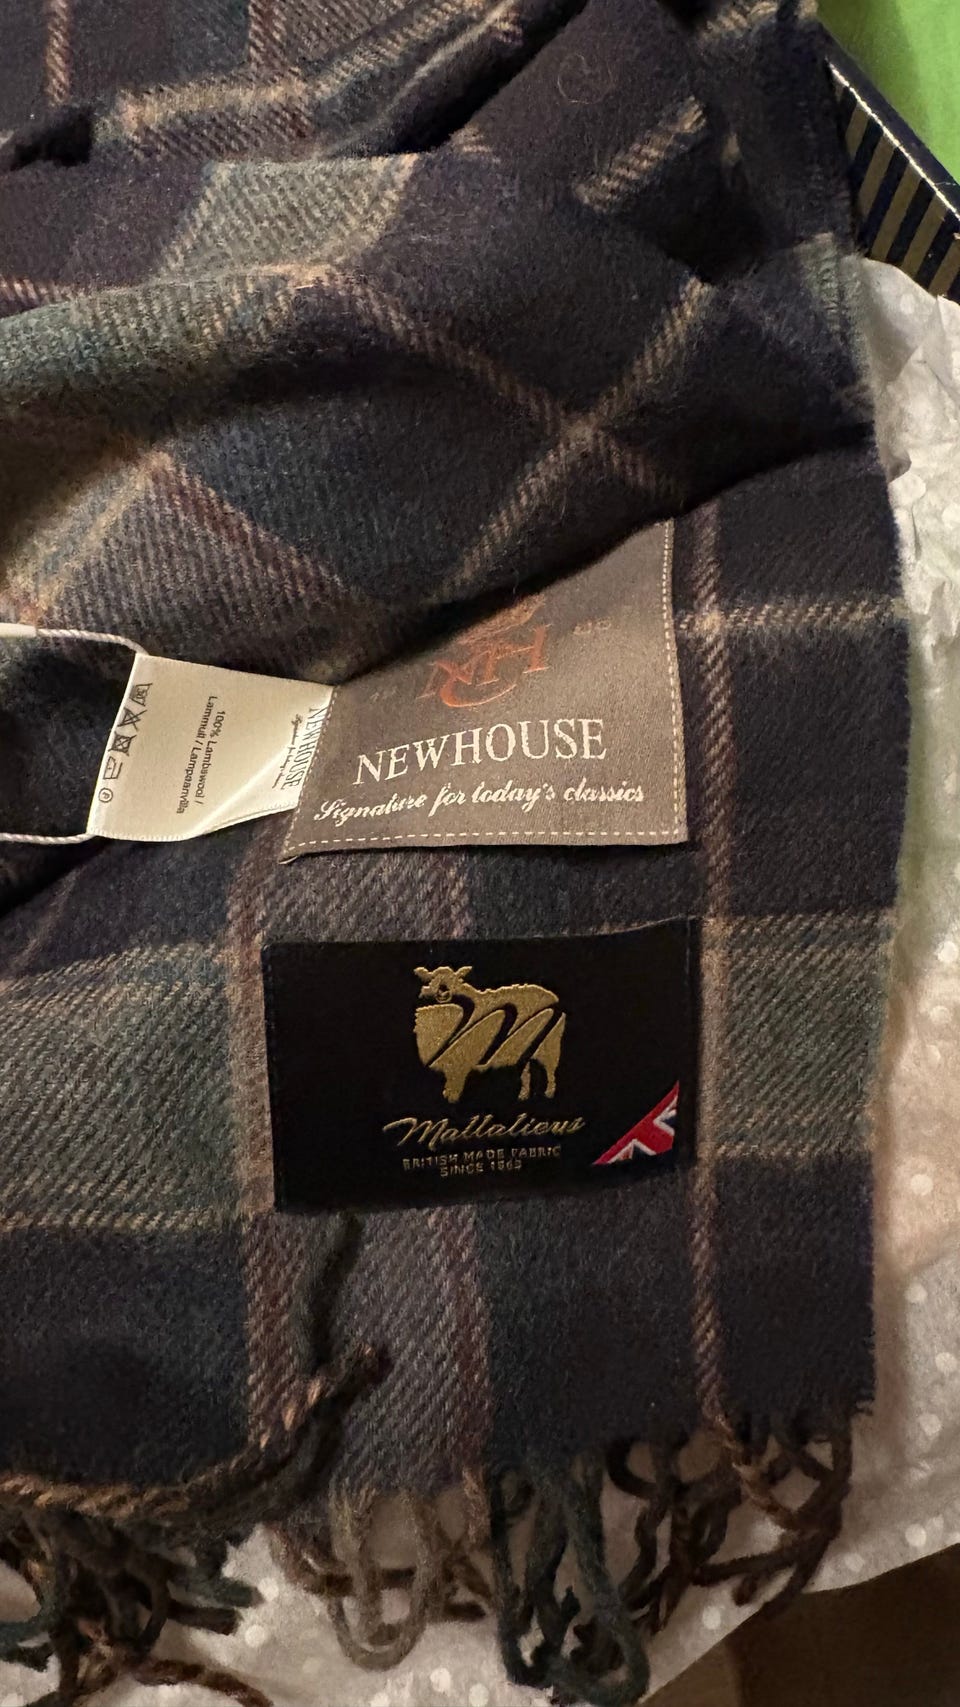 NEWHOUSE
Signature for today's classics
100% Lambswool /
Lammull / Lampaanvilla
NEWHOUSE
Mallalieus
BRITISH MADE FABRIC
SINCE 1863